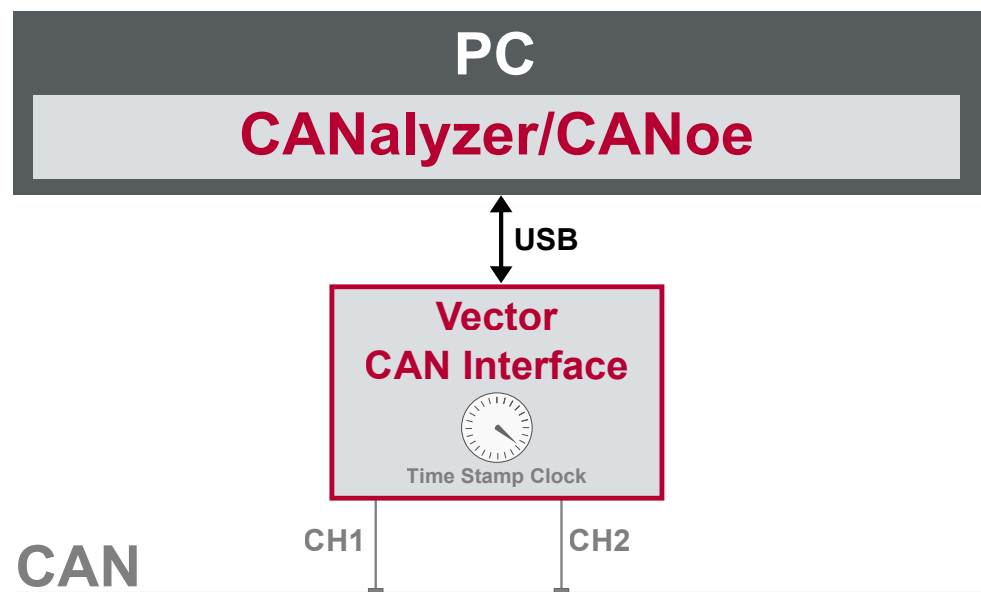 PC
CANalyzer/CANoe
USB
Vector
CAN Interface
Time Stamp Clock
CH1
CH2
CAN